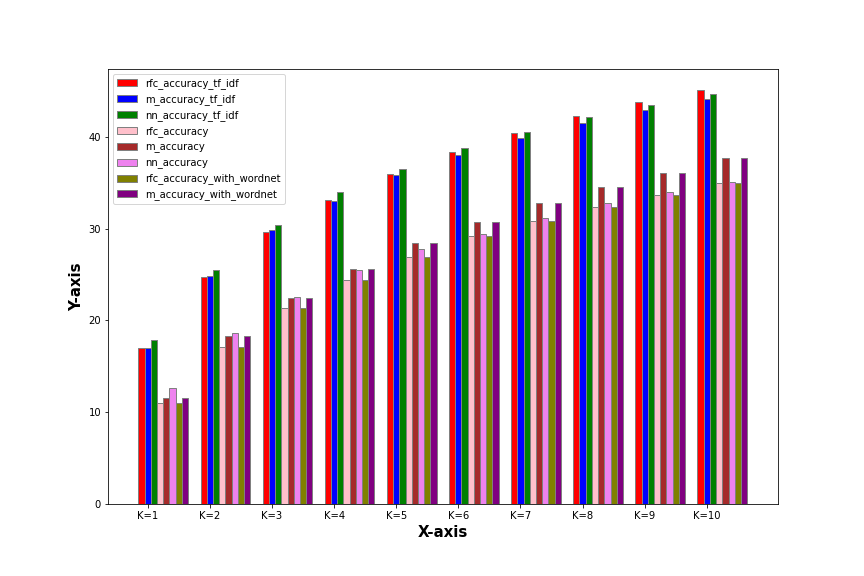 rfc_accuracy_tf_idf
m_accuracy_tf_idf
nn_accuracy_tf_idf
rfc_accuracy
m_accuracy
nn_accuracy
rfc_accuracy_with_wordnet
m_accuracy_with_wordnet
40
30
20
10
0
Y-axis
K=1 K=2 K=3 K=4 K=5 K=6 K=7 K=8 K=9 K=10
X-axis